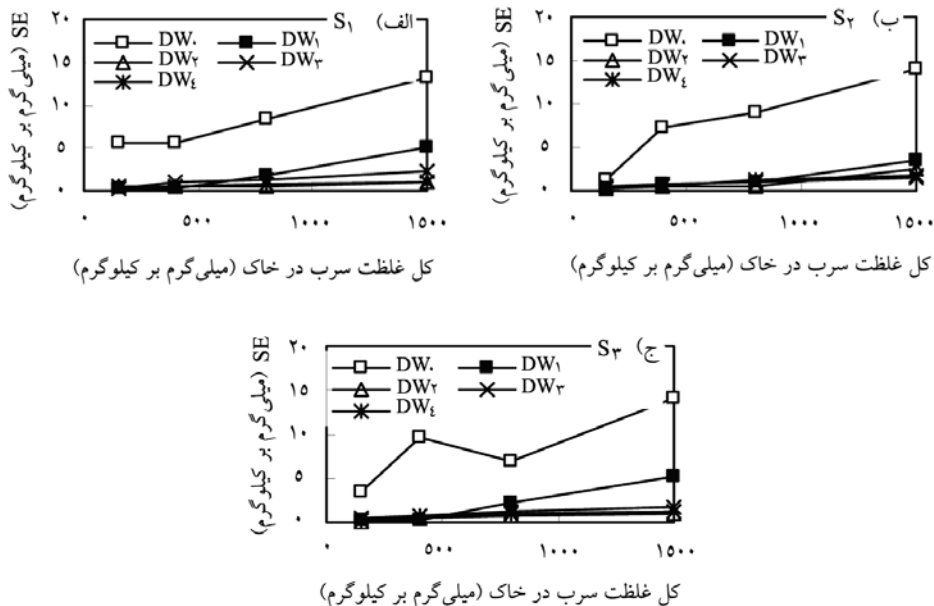 الف) S۱
DW۰ DW۱
DW۲ DW۳
DW٤
SE (میلی‌گرم بر کیلوگرم)
۲۰
۱۵
۱۰
۵
۰
۰ ۵۰۰ ۱۰۰۰ ۱۵۰۰
کل غلظت سرب در خاک (میلی‌گرم بر کیلوگرم)
ب) S۲
DW۰ DW۱
DW۲ DW۳
DW٤
SE (میلی‌گرم بر کیلوگرم)
۲۰
۱۵
۱۰
۵
۰
۰ ۵۰۰ ۱۰۰۰ ۱۵۰۰
کل غلظت سرب در خاک (میلی‌گرم بر کیلوگرم)
ج) S۳
DW۰ DW۱
DW۲ DW۳
DW٤
SE (میلی‌گرم بر کیلوگرم)
۲۰
۱۵
۱۰
۵
۰
۰ ۵۰۰ ۱۰۰۰ ۱۵۰۰
کل غلظت سرب در خاک (میلی‌گرم بر کیلوگرم)